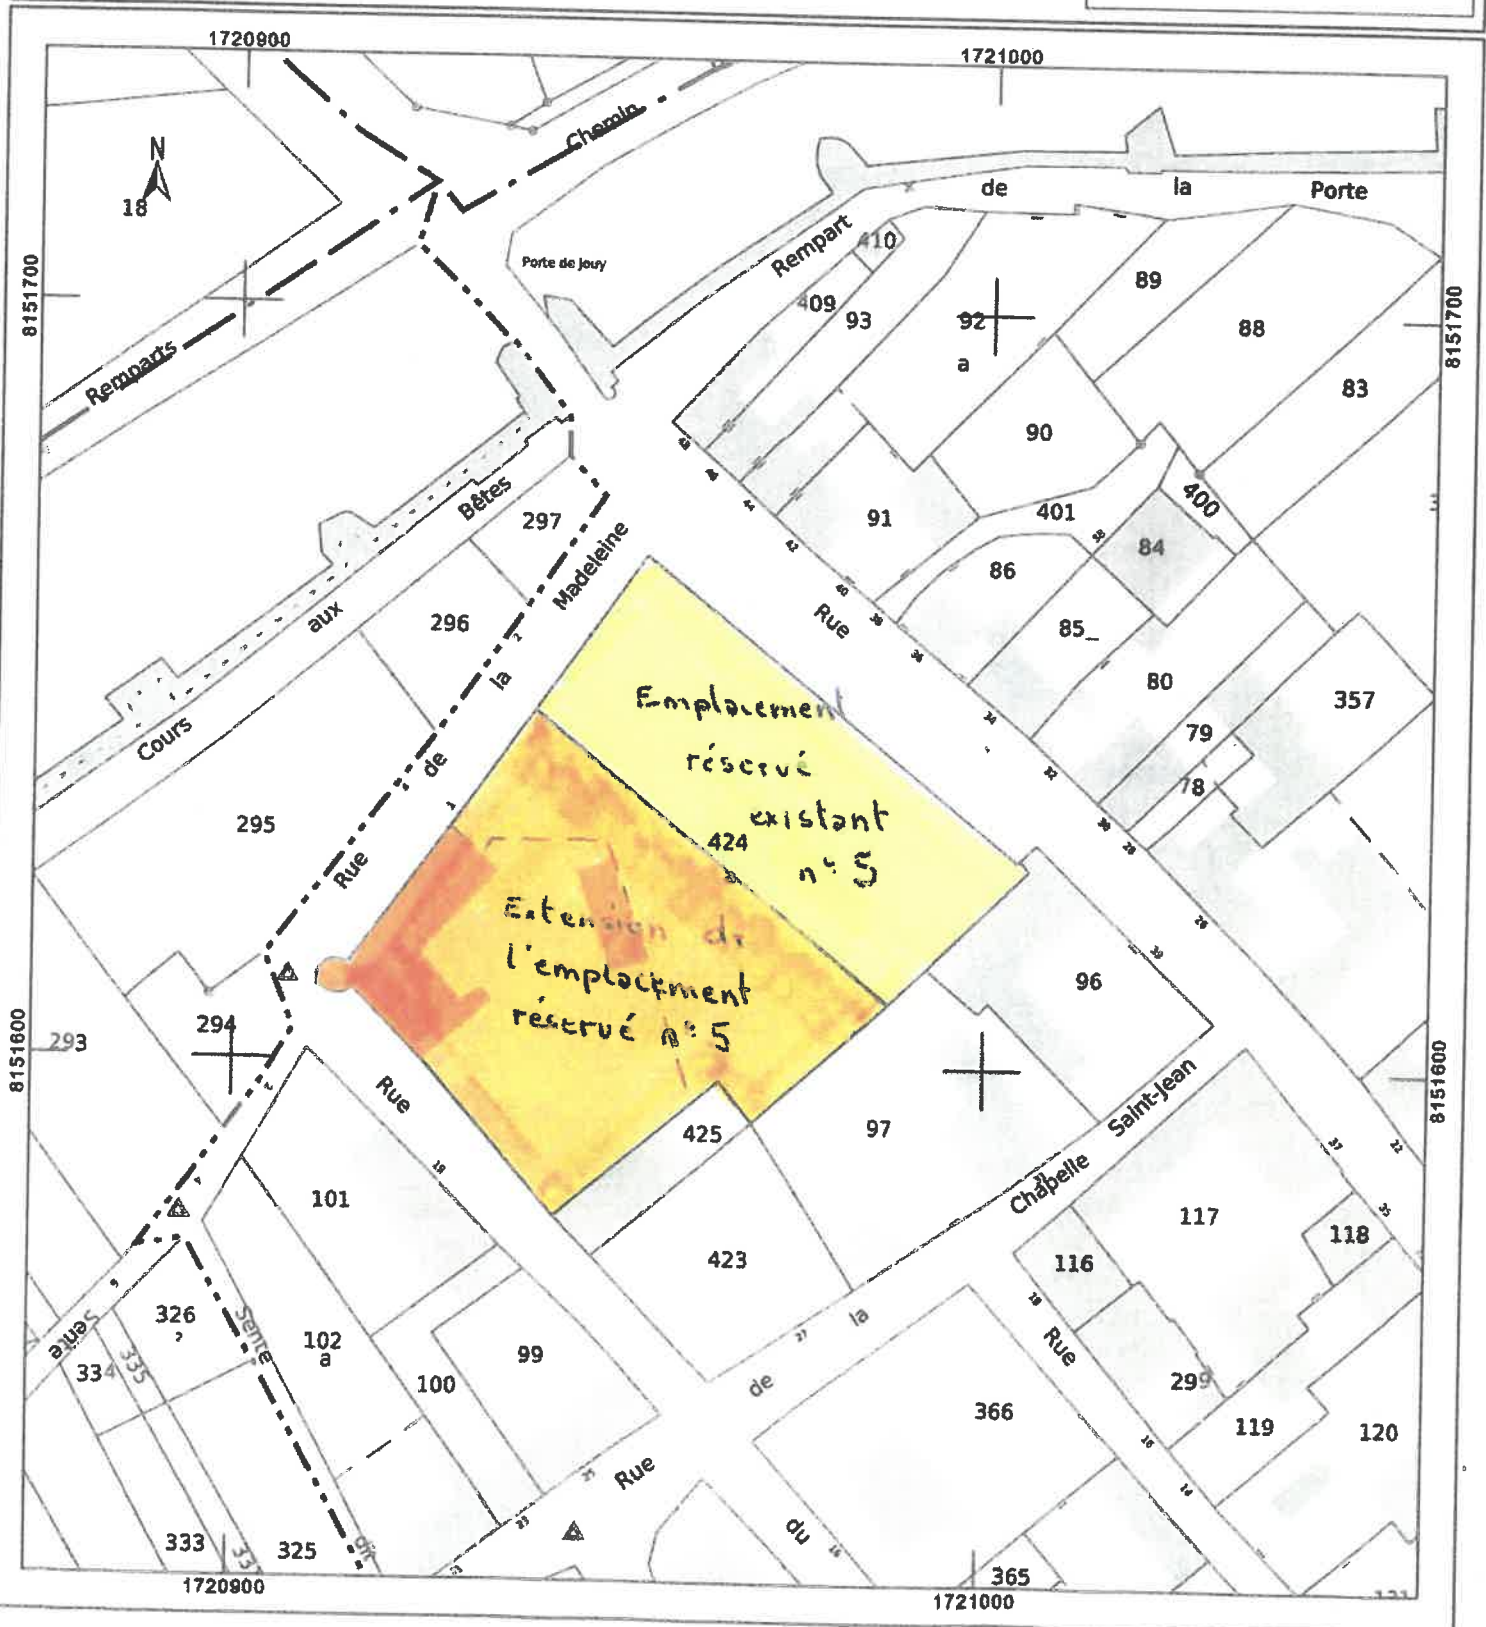 1720900
1721000
N
18
Chemin
de la Porte
Rempart
410
Porte de Jouy
8151700
409
93
92
a
89
88
8151700
83
Remparts
90
Bêtes
297
91
401
400
84
86
aux
Madeleine
296
Rue
85
la
80
357
Cours
Emplacement
réservé
existant
n° 5
79
78
de
295
424
Rue
Extension de
l'emplacement
réservé n° 5
96
294
293
8151600
8151600
Rue
425
97
Saint-Jean
Chapelle
101
117
118
423
116
326
Sente
Sente
102
a
la
334
335
99
100
de
Rue
299
366
119
120
Rue
du
333
325
dit
365
1720900
1721000